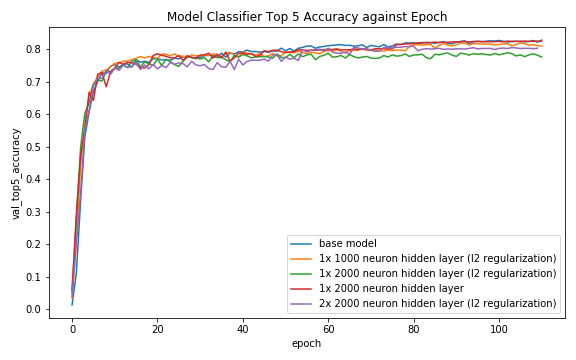 Model Classifier Top 5 Accuracy against Epoch
val_top5_accuracy
0.8
0.7
0.6
0.5
0.4
0.3
0.2
0.1
0.0
base model
1x 1000 neuron hidden layer (l2 regularization)
1x 2000 neuron hidden layer (l2 regularization)
1x 2000 neuron hidden layer
2x 2000 neuron hidden layer (l2 regularization)
0 20 40 60 80 100
epoch